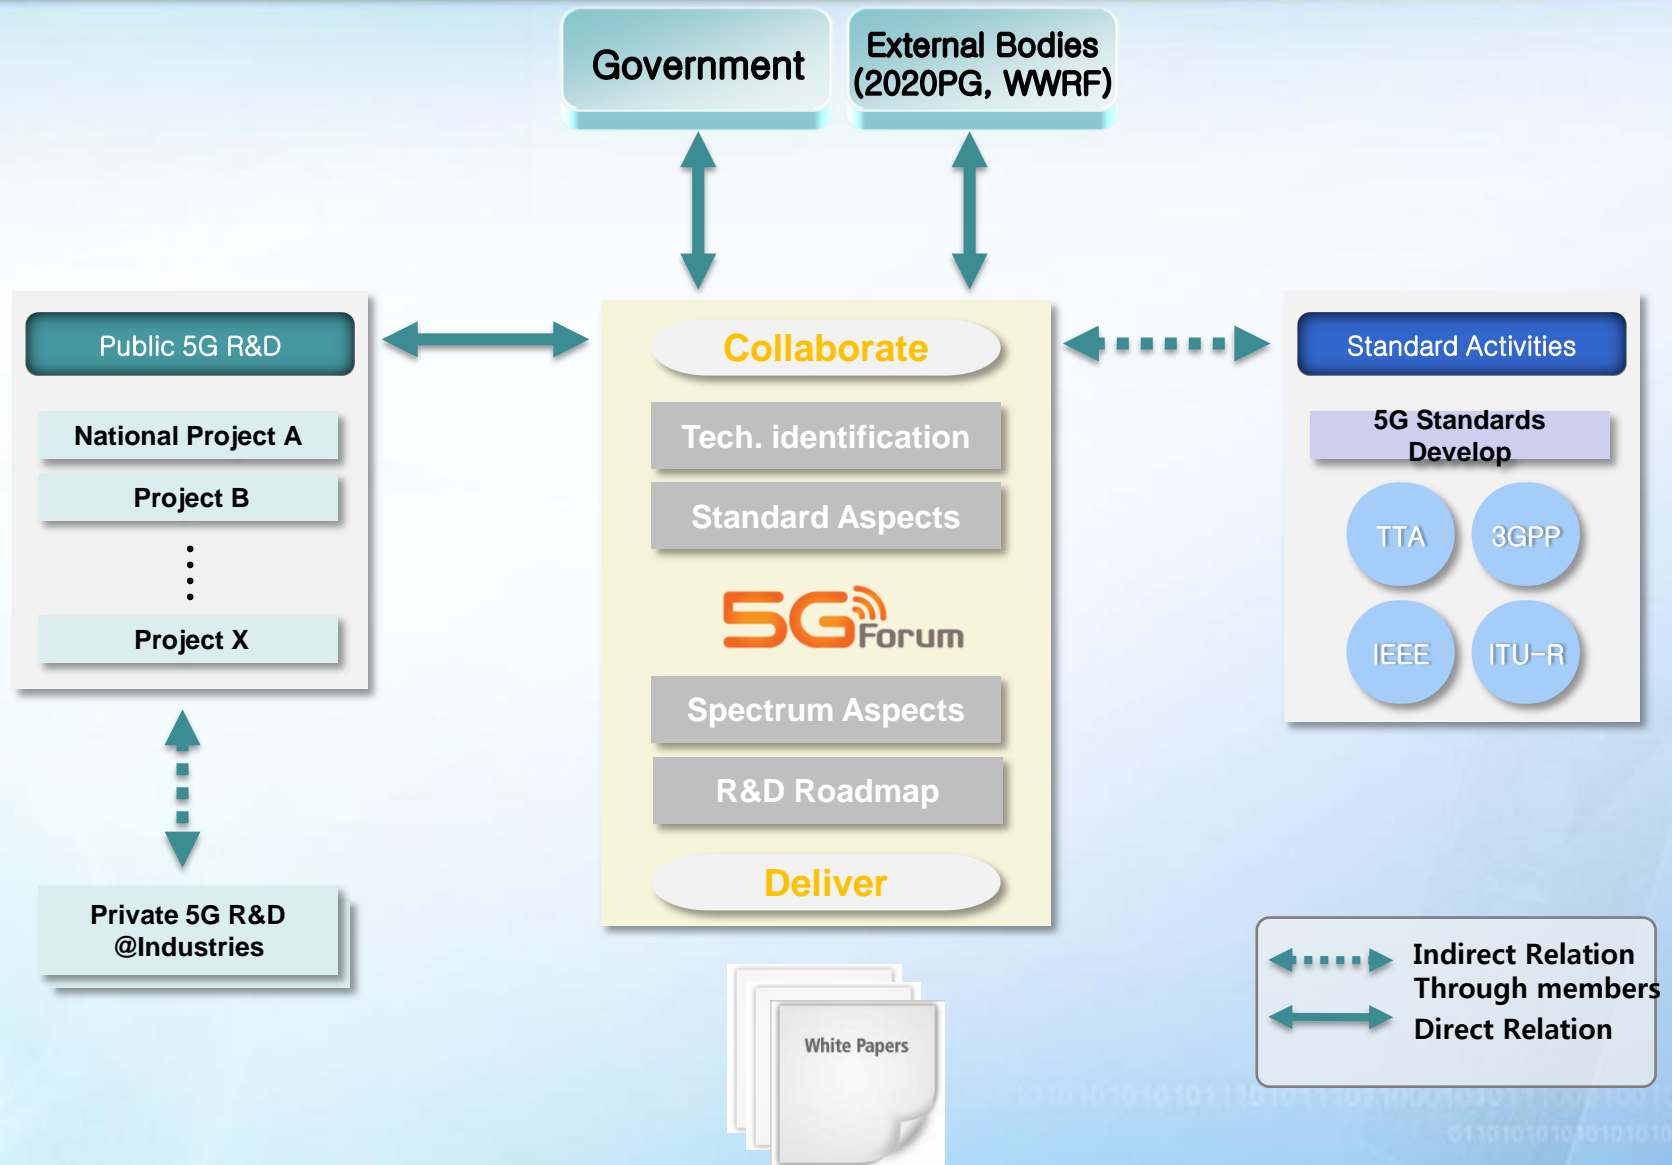 Government
External Bodies
(2020PG, WWRF)
Public 5G R&D
National Project A
Project B
Project X
Private 5G R&D
@Industries
Collaborate
Tech. identification
Standard Aspects
5G Forum
Spectrum Aspects
R&D Roadmap
Deliver
White Papers
Standard Activities
5G Standards
Develop
TTA
3GPP
IEEE
ITU-R
Indirect Relation
Through members
Direct Relation